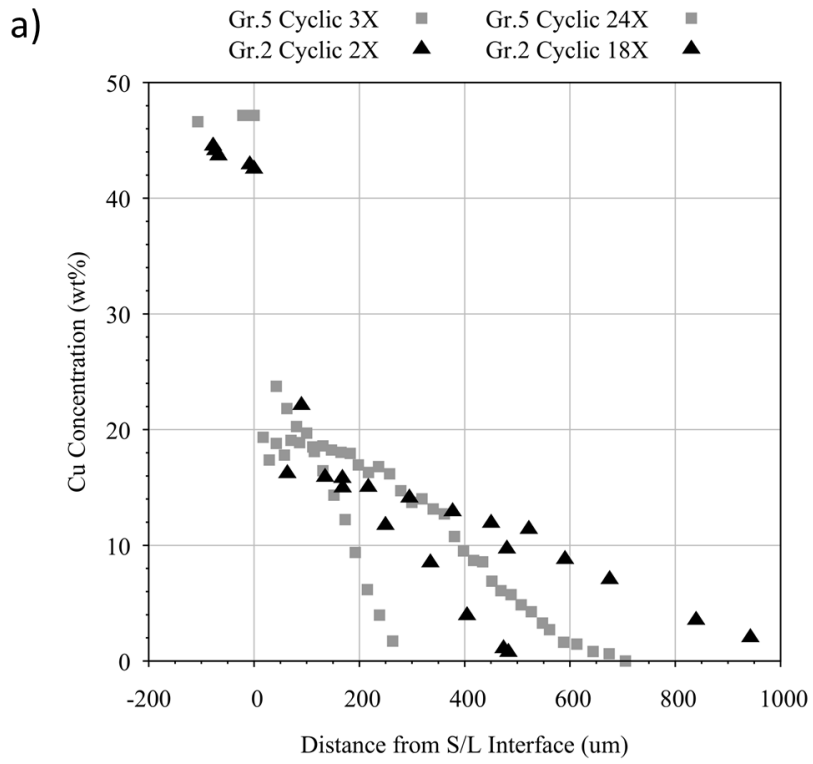 a)
Gr.5 Cyclic 3X Gr.5 Cyclic 24X
Gr.2 Cyclic 2X Gr.2 Cyclic 18X
50
40
30
20
10
0
Cu Concentration (wt%)
-200 0 200 400 600 800 1000
Distance from S/L Interface (um)